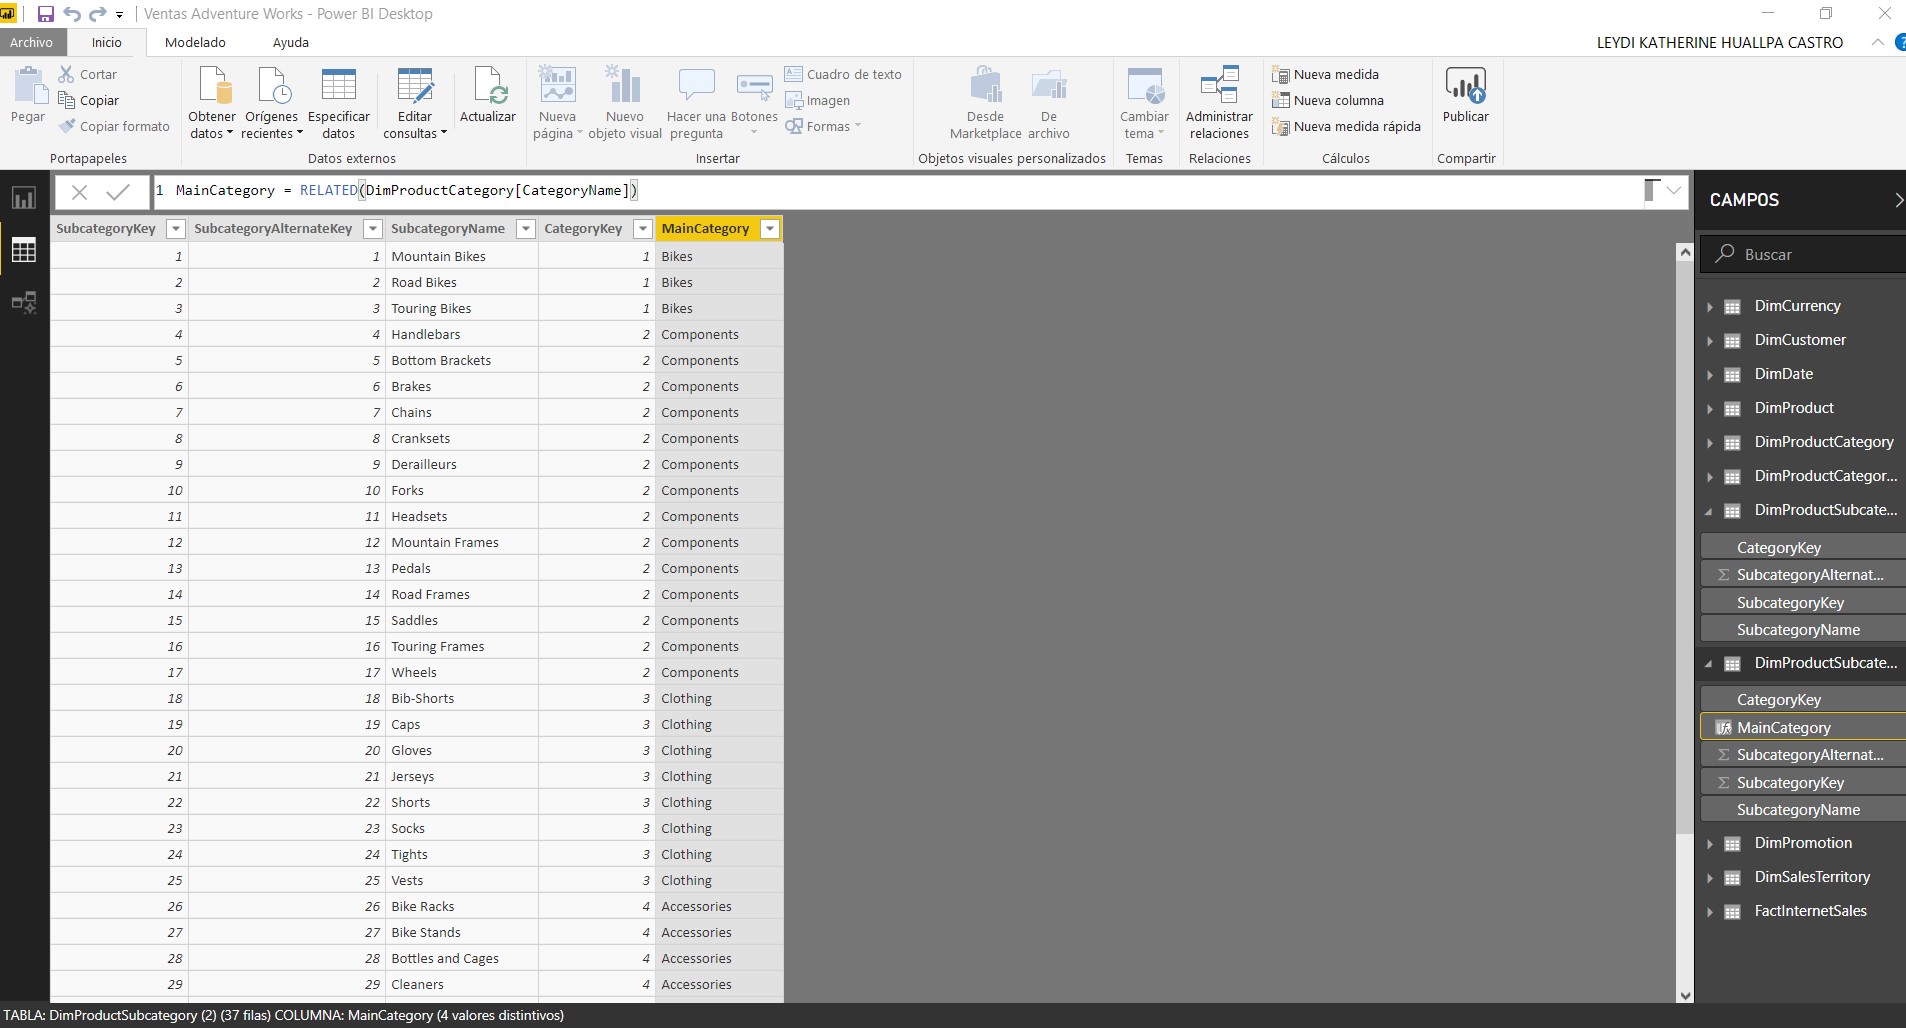 Ventas Adventure Works - Power BI Desktop
Archivo Inicio Modelado Ayuda LEYDI KATHERINE HUALLPA CASTRO ?
Pegar
Cortar
Copiar
Copiar formato
Portapapeles
Obtener datos
Orígenes recientes
Especificar datos
Editar consultas
Actualizar
Datos externos
Nueva página
Nuevo objeto visual
Hacer una pregunta
Botones
Cuadro de texto
Imagen
Formas
Insertar
Desde Marketplace
De archivo
Objetos visuales personalizados
Cambiar tema
Temas
Administrar relaciones
Relaciones
Nueva medida
Nueva columna
Nueva medida rápida
Cálculos
Publicar
Compartir
1 MainCategory = RELATED(DimProductCategory[CategoryName])
SubcategoryKey SubcategoryAlternateKey SubcategoryName CategoryKey MainCategory
1 1 Mountain Bikes 1 Bikes
2 2 Road Bikes 1 Bikes
3 3 Touring Bikes 1 Bikes
4 4 Handlebars 2 Components
5 5 Bottom Brackets 2 Components
6 6 Brakes 2 Components
7 7 Chains 2 Components
8 8 Cranksets 2 Components
9 9 Derailleurs 2 Components
10 10 Forks 2 Components
11 11 Headsets 2 Components
12 12 Mountain Frames 2 Components
13 13 Pedals 2 Components
14 14 Road Frames 2 Components
15 15 Saddles 2 Components
16 16 Touring Frames 2 Components
17 17 Wheels 2 Components
18 18 Bib-Shorts 3 Clothing
19 19 Caps 3 Clothing
20 20 Gloves 3 Clothing
21 21 Jerseys 3 Clothing
22 22 Shorts 3 Clothing
23 23 Socks 3 Clothing
24 24 Tights 3 Clothing
25 25 Vests 3 Clothing
26 26 Bike Racks 4 Accessories
27 27 Bike Stands 4 Accessories
28 28 Bottles and Cages 4 Accessories
29 29 Cleaners 4 Accessories
CAMPOS
Buscar
DimCurrency
DimCustomer
DimDate
DimProduct
DimProductCategory
DimProductCategor...
DimProductSubcate...
CategoryKey
Σ SubcategoryAlternat...
SubcategoryKey
SubcategoryName
DimProductSubcate...
CategoryKey
MainCategory
Σ SubcategoryAlternat...
Σ SubcategoryKey
SubcategoryName
DimPromotion
DimSalesTerritory
FactInternetSales
TABLA: DimProductSubcategory (2) (37 filas) COLUMNA: MainCategory (4 valores distintivos)